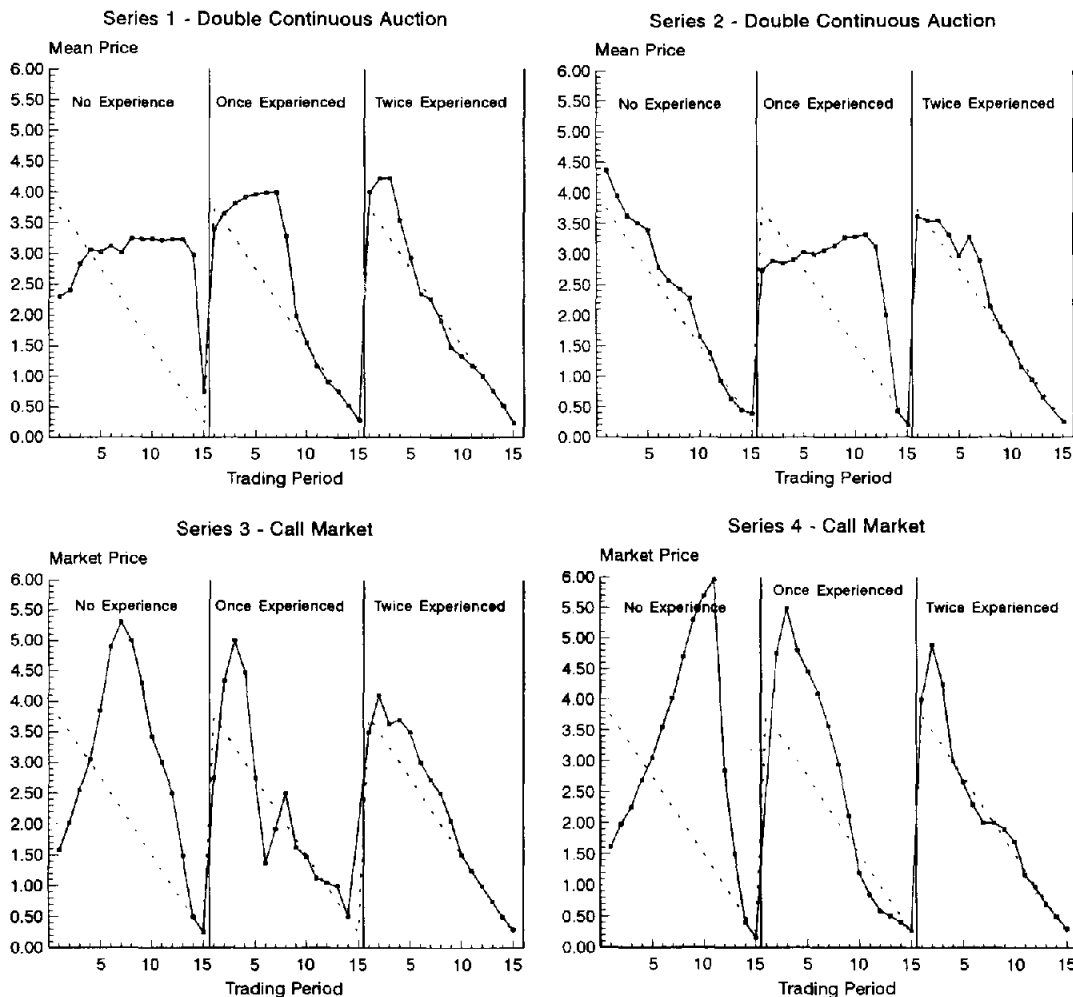 Series 1 - Double Continuous Auction
Mean Price
6.00
5.50
5.00
4.50
4.00
3.50
3.00
2.50
2.00
1.50
1.00
0.50
0.00
No Experience
Once Experienced
Twice Experienced
5 10 15 5 10 15 5 10 15
Trading Period
Series 2 - Double Continuous Auction
Mean Price
6.00
5.50
5.00
4.50
4.00
3.50
3.00
2.50
2.00
1.50
1.00
0.50
0.00
No Experience
Once Experienced
Twice Experienced
5 10 15 5 10 15 5 10 15
Trading Period
Series 3 - Call Market
Market Price
6.00
5.50
5.00
4.50
4.00
3.50
3.00
2.50
2.00
1.50
1.00
0.50
0.00
No Experience
Once Experienced
Twice Experienced
5 10 15 5 10 15 5 10 15
Trading Period
Series 4 - Call Market
Market Price
6.00
5.50
5.00
4.50
4.00
3.50
3.00
2.50
2.00
1.50
1.00
0.50
0.00
No Experience
Once Experienced
Twice Experienced
5 10 15 5 10 15 5 10 15
Trading Period